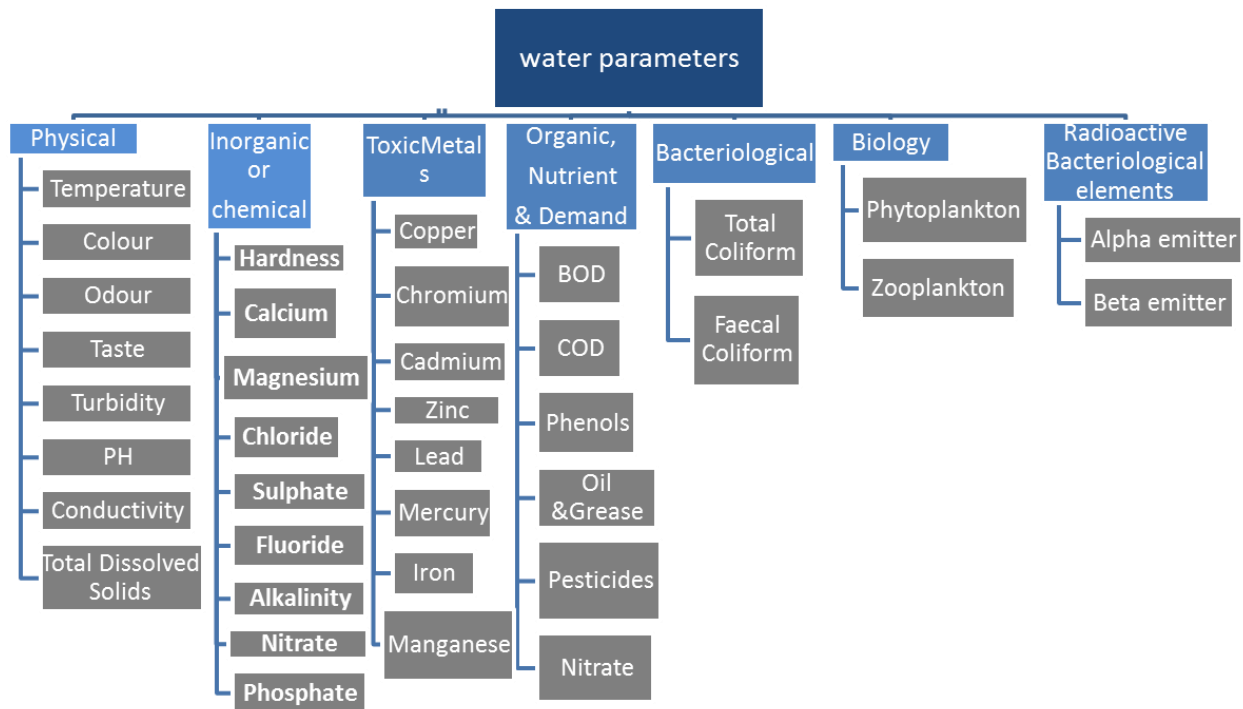 water parameters
Physical
Temperature
Colour
Odour
Taste
Turbidity
PH
Conductivity
Total Dissolved
Solids
Inorganic
or
chemical
Hardness
Calcium
Magnesium
Chloride
Sulphate
Fluoride
Alkalinity
Nitrate
Phosphate
ToxicMetal
s
Copper
Chromium
Cadmium
Zinc
Lead
Mercury
Iron
Manganese
Organic,
Nutrient
& Demand
BOD
COD
Phenols
Oil
&Grease
Pesticides
Nitrate
Bacteriological
Total
Coliform
Faecal
Coliform
Biology
Phytoplankton
Zooplankton
Radioactive
Bacteriological
elements
Alpha emitter
Beta emitter